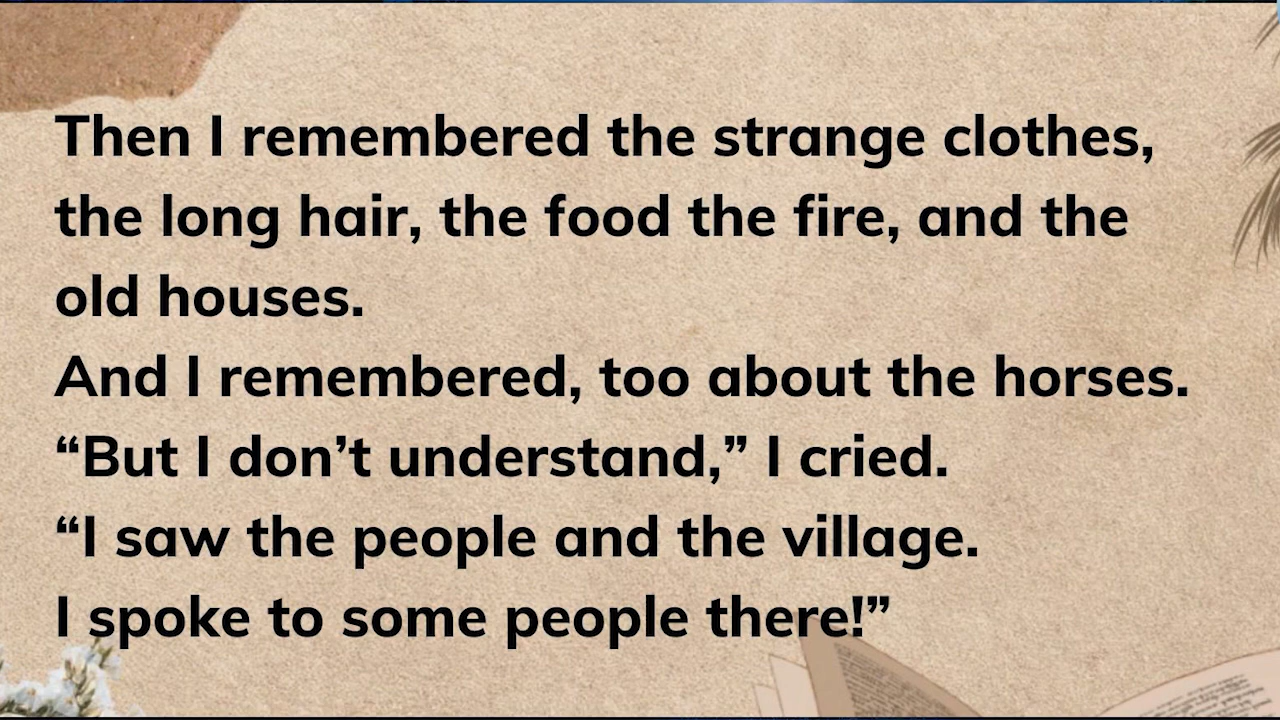 Then I remembered the strange clothes,
the long hair, the food the fire, and the
old houses.
And I remembered, too about the horses.
“But I don’t understand,” I cried.
“I saw the people and the village.
I spoke to some people there!”